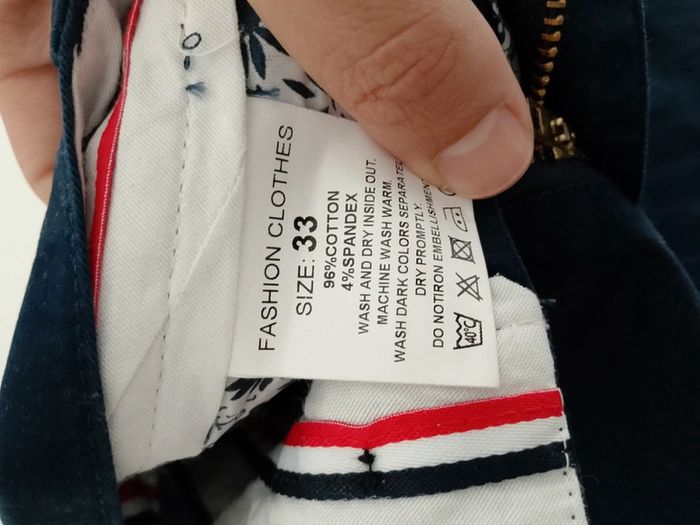 FASHION CLOTHES
SIZE: 33
96%COTTON
4%SPANDEX
WASH AND DRY INSIDE OUT.
MACHINE WASH WARM.
WASH DARK COLORS SEPARATE
DRY PROMPTLY.
DO NOTIRON EMBELLISHMENT
40°C